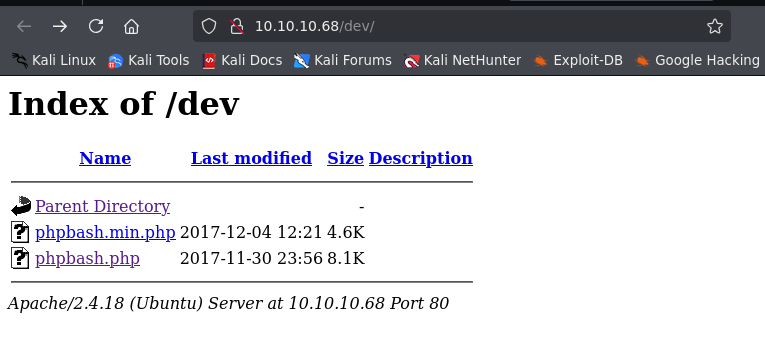 10.10.10.68/dev/
Kali Linux Kali Tools Kali Docs Kali Forums Kali NetHunter Exploit-DB Google Hacking
Index of /dev
Name Last modified Size Description
Parent Directory -
phpbash.min.php 2017-12-04 12:21 4.6K
phpbash.php 2017-11-30 23:56 8.1K
Apache/2.4.18 (Ubuntu) Server at 10.10.10.68 Port 80